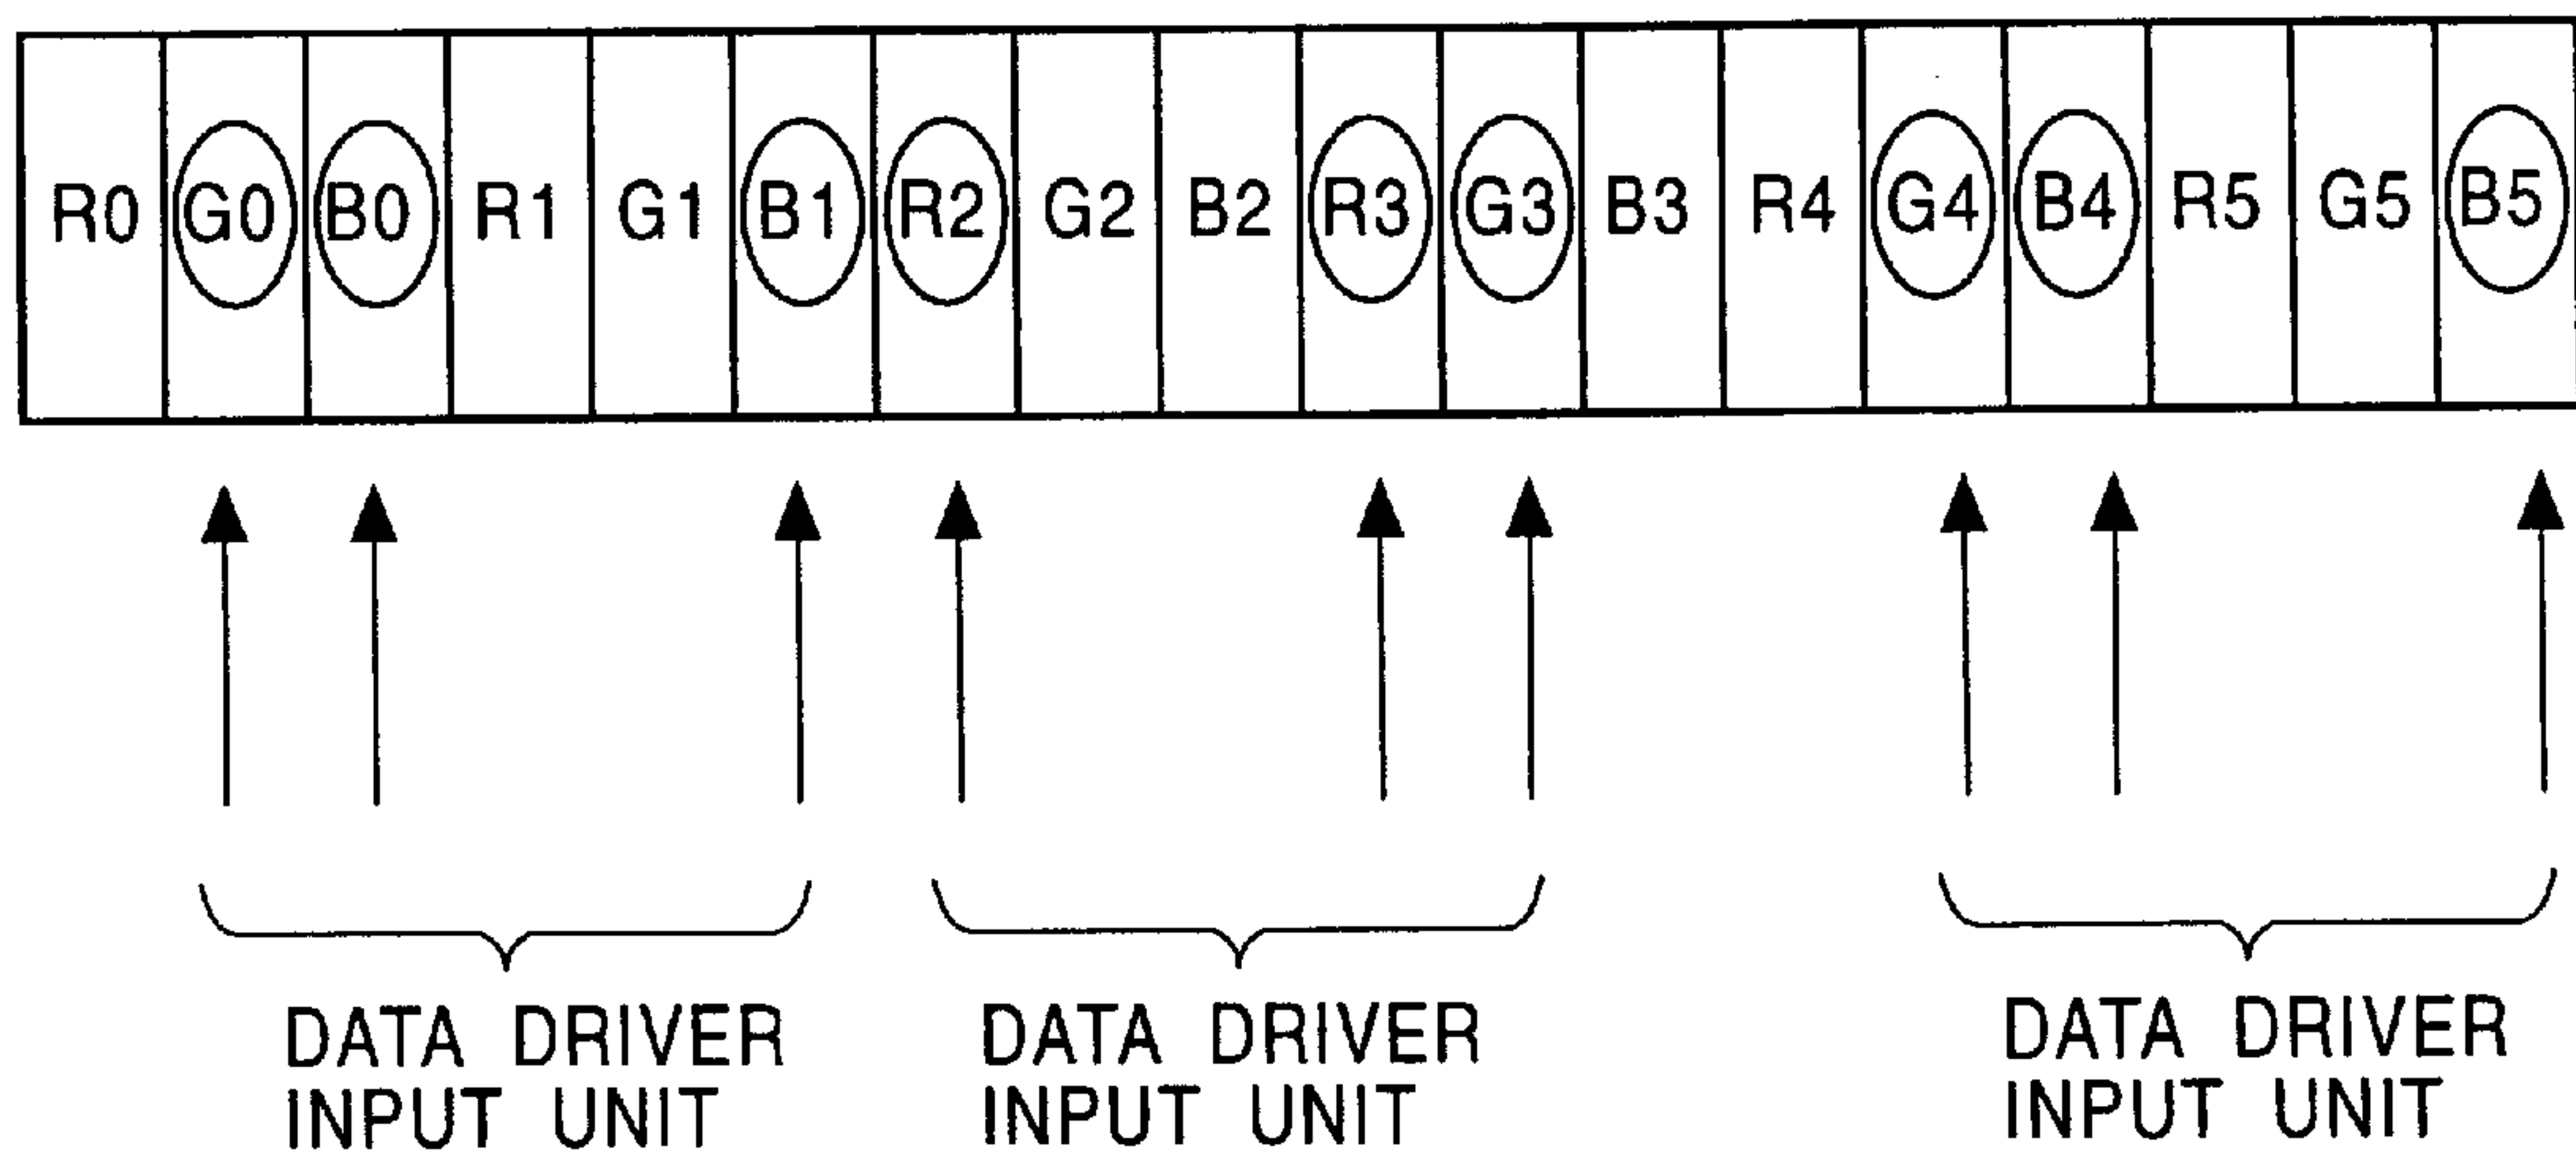 R0 G0 B0 R1 G1 B1 R2 G2 B2 R3 G3 B3 R4 G4 B4 R5 G5 B5
DATA DRIVER
INPUT UNIT
DATA DRIVER
INPUT UNIT
DATA DRIVER
INPUT UNIT